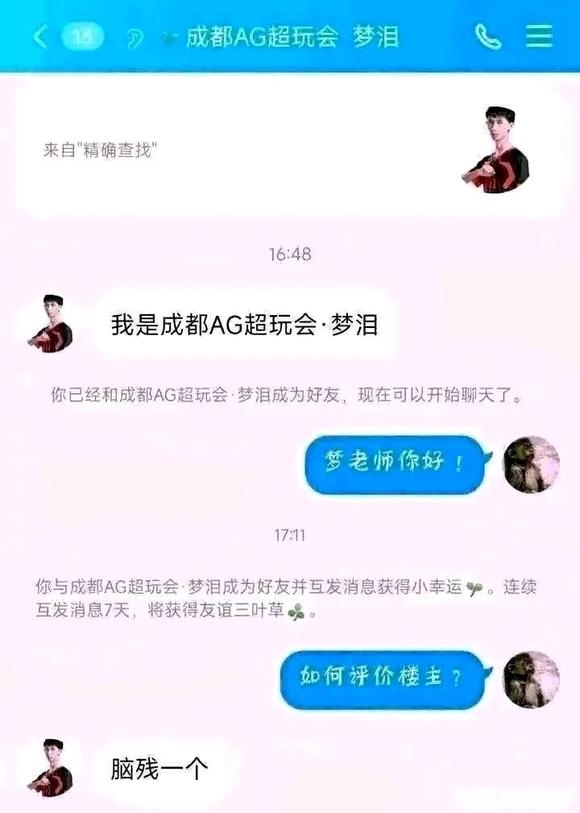 13 成都AG超玩会 梦泪
来自"精确查找"
16:48
我是成都AG超玩会·梦泪
你已经和成都AG超玩会·梦泪成为好友，现在可以开始聊天了。
梦老师你好！
17:11
你与成都AG超玩会·梦泪成为好友并互发消息获得小幸运。连续
互发消息7天，将获得友谊三叶草。
如何评价楼主？
脑残一个